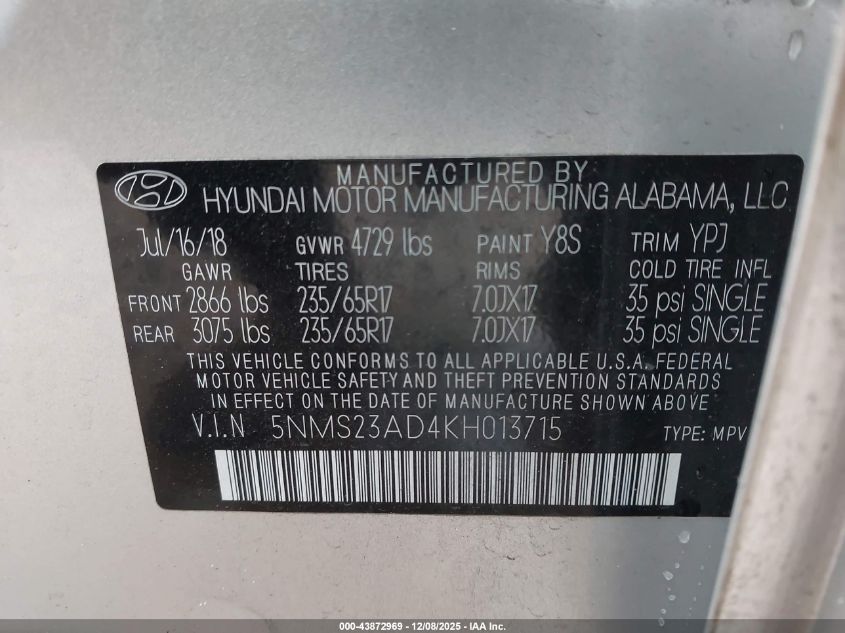 MANUFACTURED BY
HYUNDAI MOTOR MANUFACTURING ALABAMA, LLC
Jul/16/18 GVWR 4729 lbs PAINT Y8S TRIM YPJ
GAWR TIRES RIMS COLD TIRE INFL
FRONT 2866 lbs 235/65R17 7.0JX17 35 psi SINGLE
REAR 3075 lbs 235/65R17 7.0JX17 35 psi SINGLE
THIS VEHICLE CONFORMS TO ALL APPLICABLE U.S.A. FEDERAL
MOTOR VEHICLE SAFETY AND THEFT PREVENTION STANDARDS
IN EFFECT ON THE DATE OF MANUFACTURE SHOWN ABOVE.
V.I.N 5NMS23AD4KH013715 TYPE: MPV
000-43872969 | 12/08/2025 - IAA Inc.